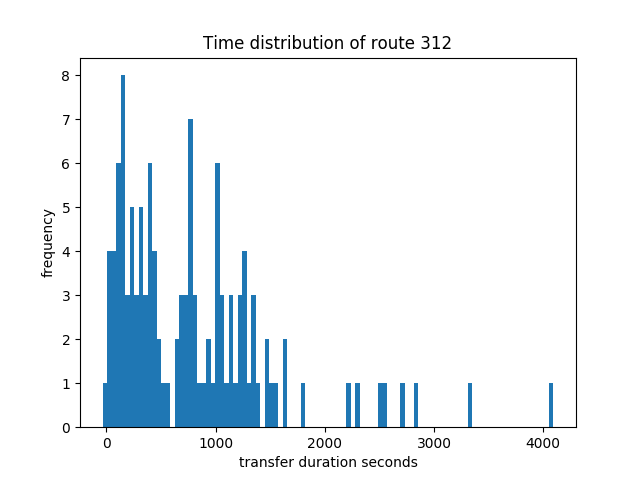 Time distribution of route 312
8
7
6
5
4
3
2
1
0
frequency
0 1000 2000 3000 4000
transfer duration seconds